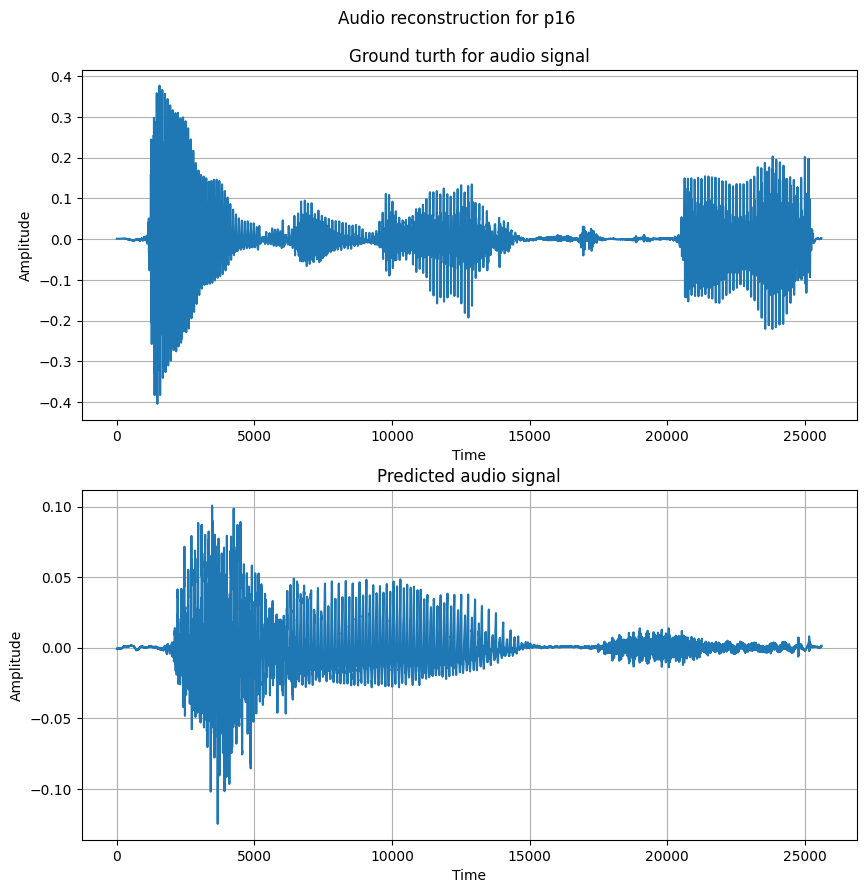 Audio reconstruction for p16
Ground turth for audio signal
0.4
0.3
0.2
0.1
0.0
−0.1
−0.2
−0.3
−0.4
Amplitude
0 5000 10000 15000 20000 25000
Time
Predicted audio signal
0.10
0.05
0.00
−0.05
−0.10
Amplitude
0 5000 10000 15000 20000 25000
Time